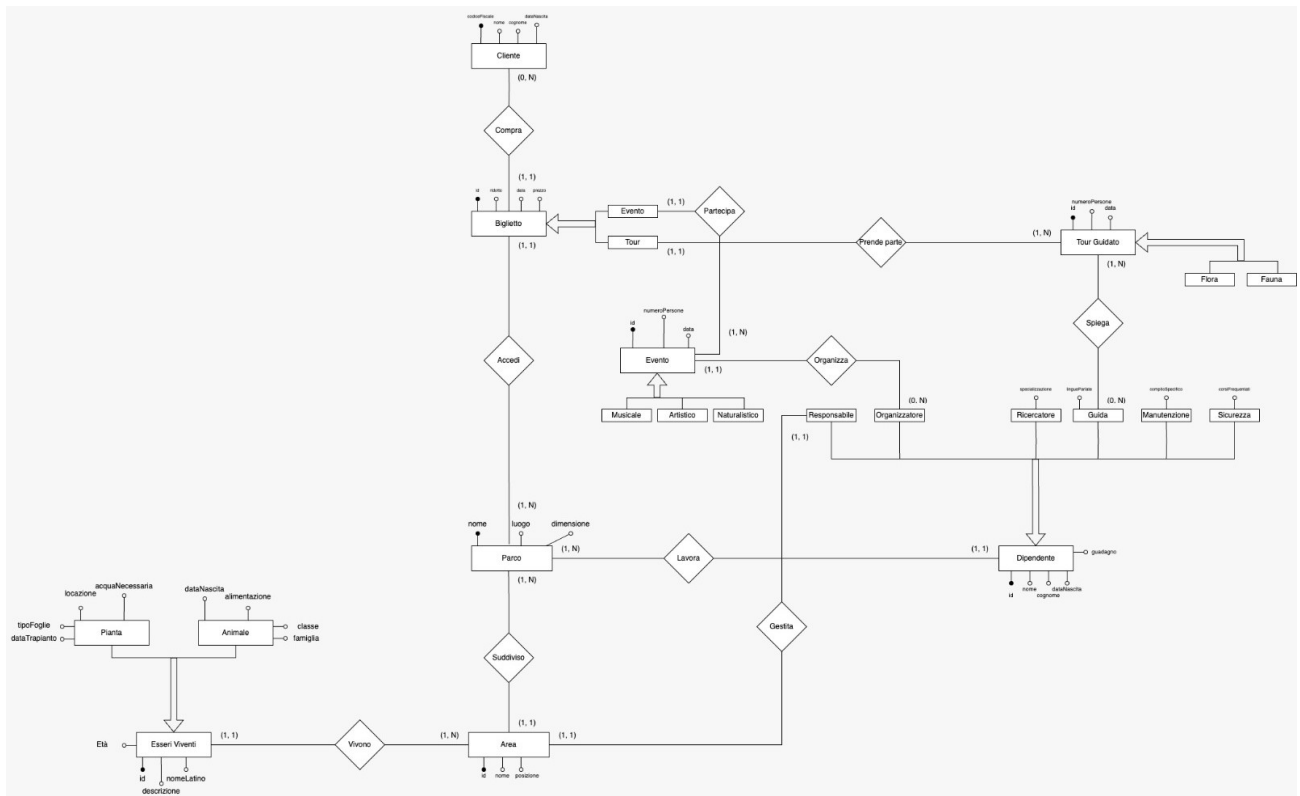 codiceFiscale nome cognome dataNascita
Cliente
(0, N)
Compra
(1, 1)
id ridotto data prezzo
Biglietto
(1, 1)
Evento
(1, 1)
Partecipa
Tour
(1, 1)
Prende parte
(1, N)
numeroPersone
id data
Tour Guidato
(1, N)
Flora Fauna
Spiega
(0, N)
numeroPersone
id
data
(1, N)
Evento
(1, 1)
Organizza
(0, N)
Musicale Artistico Naturalistico
Accedi
Responsabile Organizzatore
(1, 1)
specializzazione lingueParlate compitoSpecifico corsiFrequentati
Ricercatore Guida Manutenzione Sicurezza
(1, N)
nome luogo dimensione
Parco
(1, N)
(1, N)
Lavora
(1, 1)
Dipendente
guadagno
id nome cognome dataNascita
Gestita
Suddiviso
(1, 1)
acquaNecessaria
locazione
tipoFoglie
dataTrapianto
Pianta
dataNascita
alimentazione
Animale
classe
famiglia
Età
Esseri Viventi
(1, 1)
id
nomeLatino
descrizione
Vivono
(1, N)
Area
(1, 1)
id nome posizione